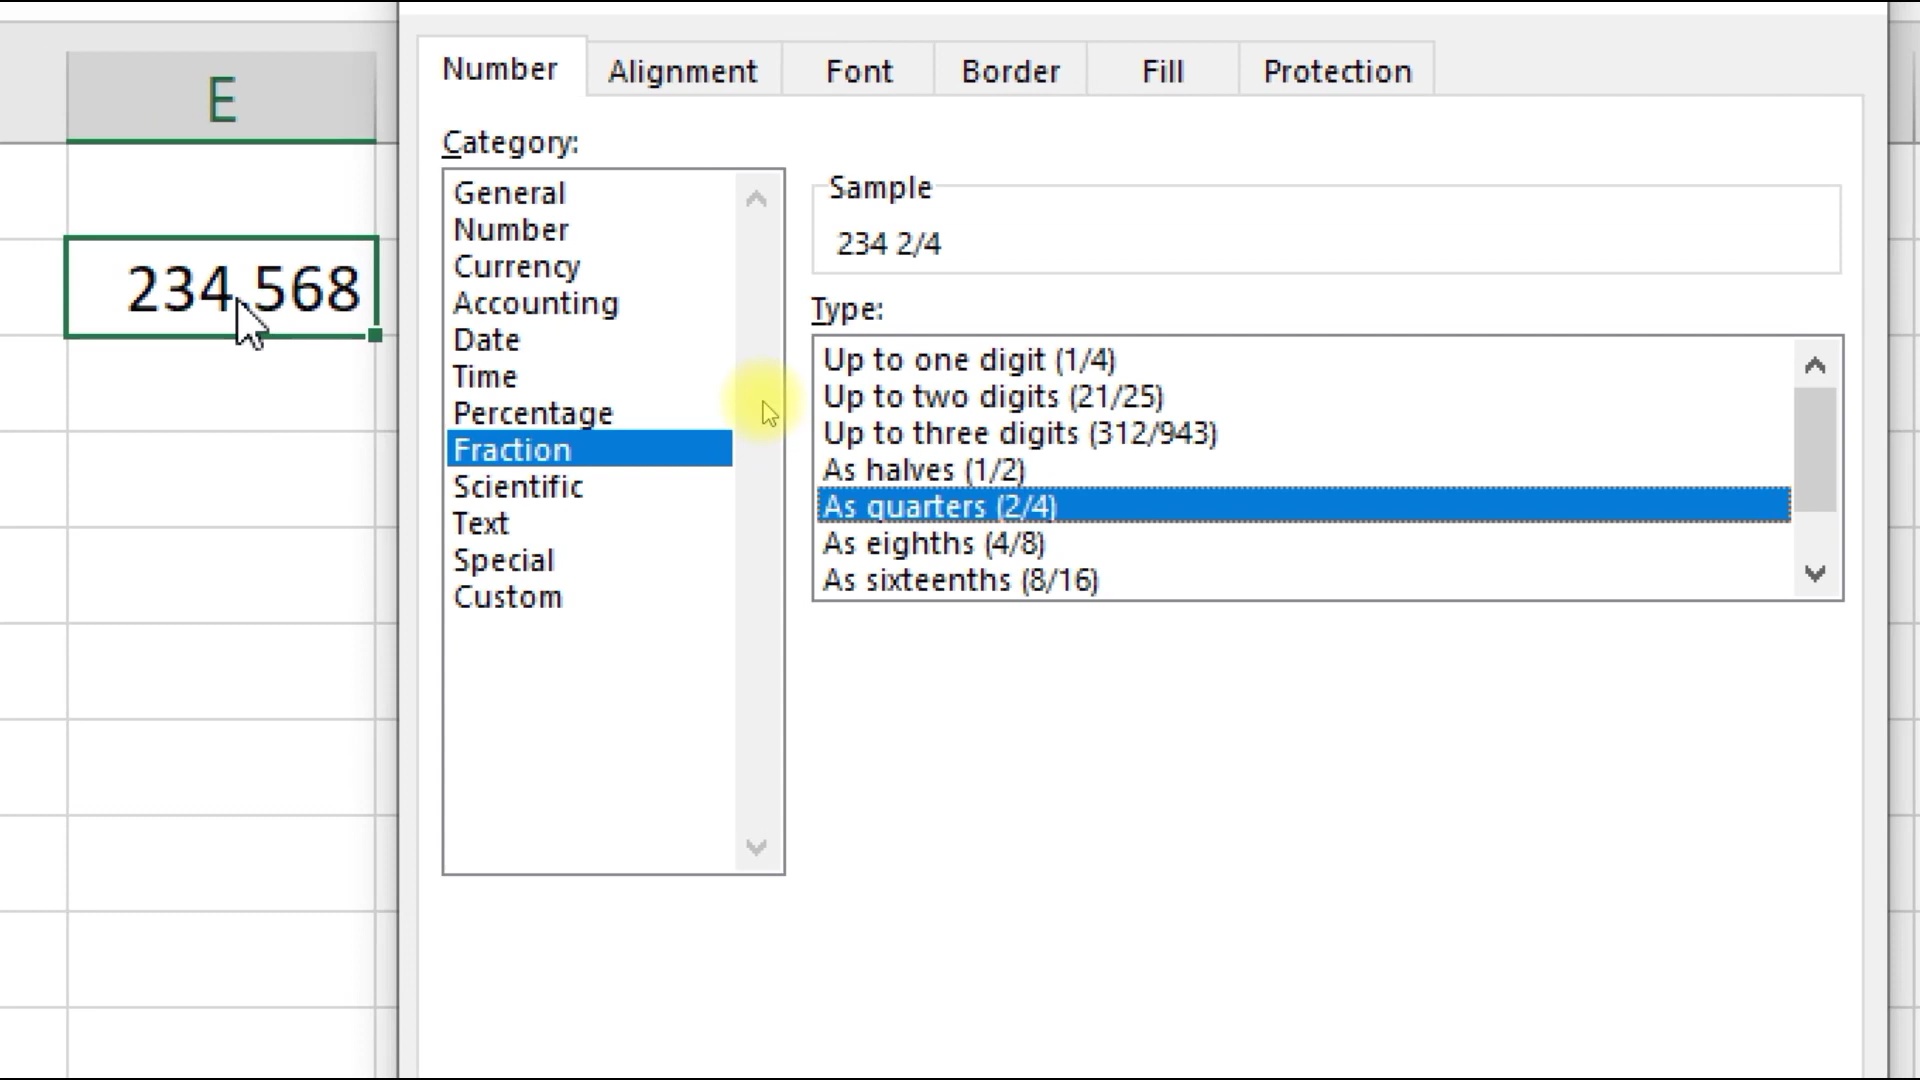 E
234.568
Number
Alignment
Font
Border
Fill
Protection
Category:
General
Number
Currency
Accounting
Date
Time
Percentage
Fraction
Scientific
Text
Special
Custom
Sample
234 2/4
Type:
Up to one digit (1/4)
Up to two digits (21/25)
Up to three digits (312/943)
As halves (1/2)
As quarters (2/4)
As eighths (4/8)
As sixteenths (8/16)